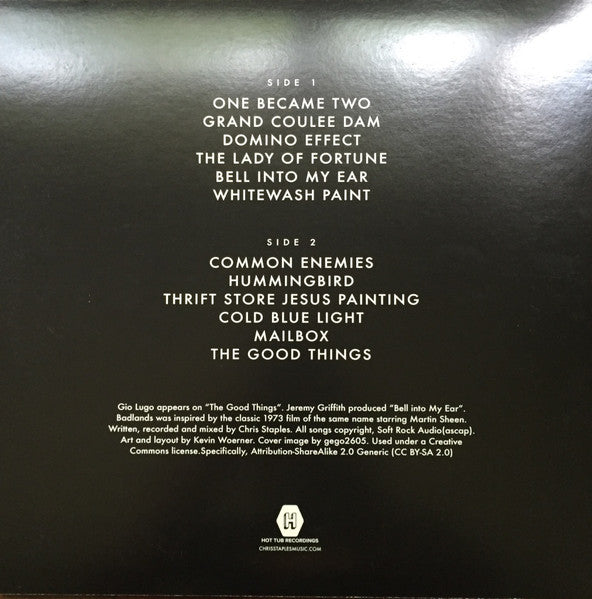 SIDE 1
ONE BECAME TWO
GRAND COULEE DAM
DOMINO EFFECT
THE LADY OF FORTUNE
BELL INTO MY EAR
WHITEWASH PAINT
SIDE 2
COMMON ENEMIES
HUMMINGBIRD
THRIFT STORE JESUS PAINTING
COLD BLUE LIGHT
MAILBOX
THE GOOD THINGS
Gio Lugo appears on "The Good Things". Jeremy Griffith produced "Bell into My Ear".
Badlands was inspired by the classic 1973 film of the same name starring Martin Sheen.
Written, recorded and mixed by Chris Staples. All songs copyright, Soft Rock Audio(ascap).
Art and layout by Kevin Woerner. Cover image by gego2605. Used under a Creative
Commons license.Specifically, Attribution-ShareAlike 2.0 Generic (CC BY-SA 2.0)
H
HOT TUB RECORDINGS
CHRISSTAPLESMUSIC.COM